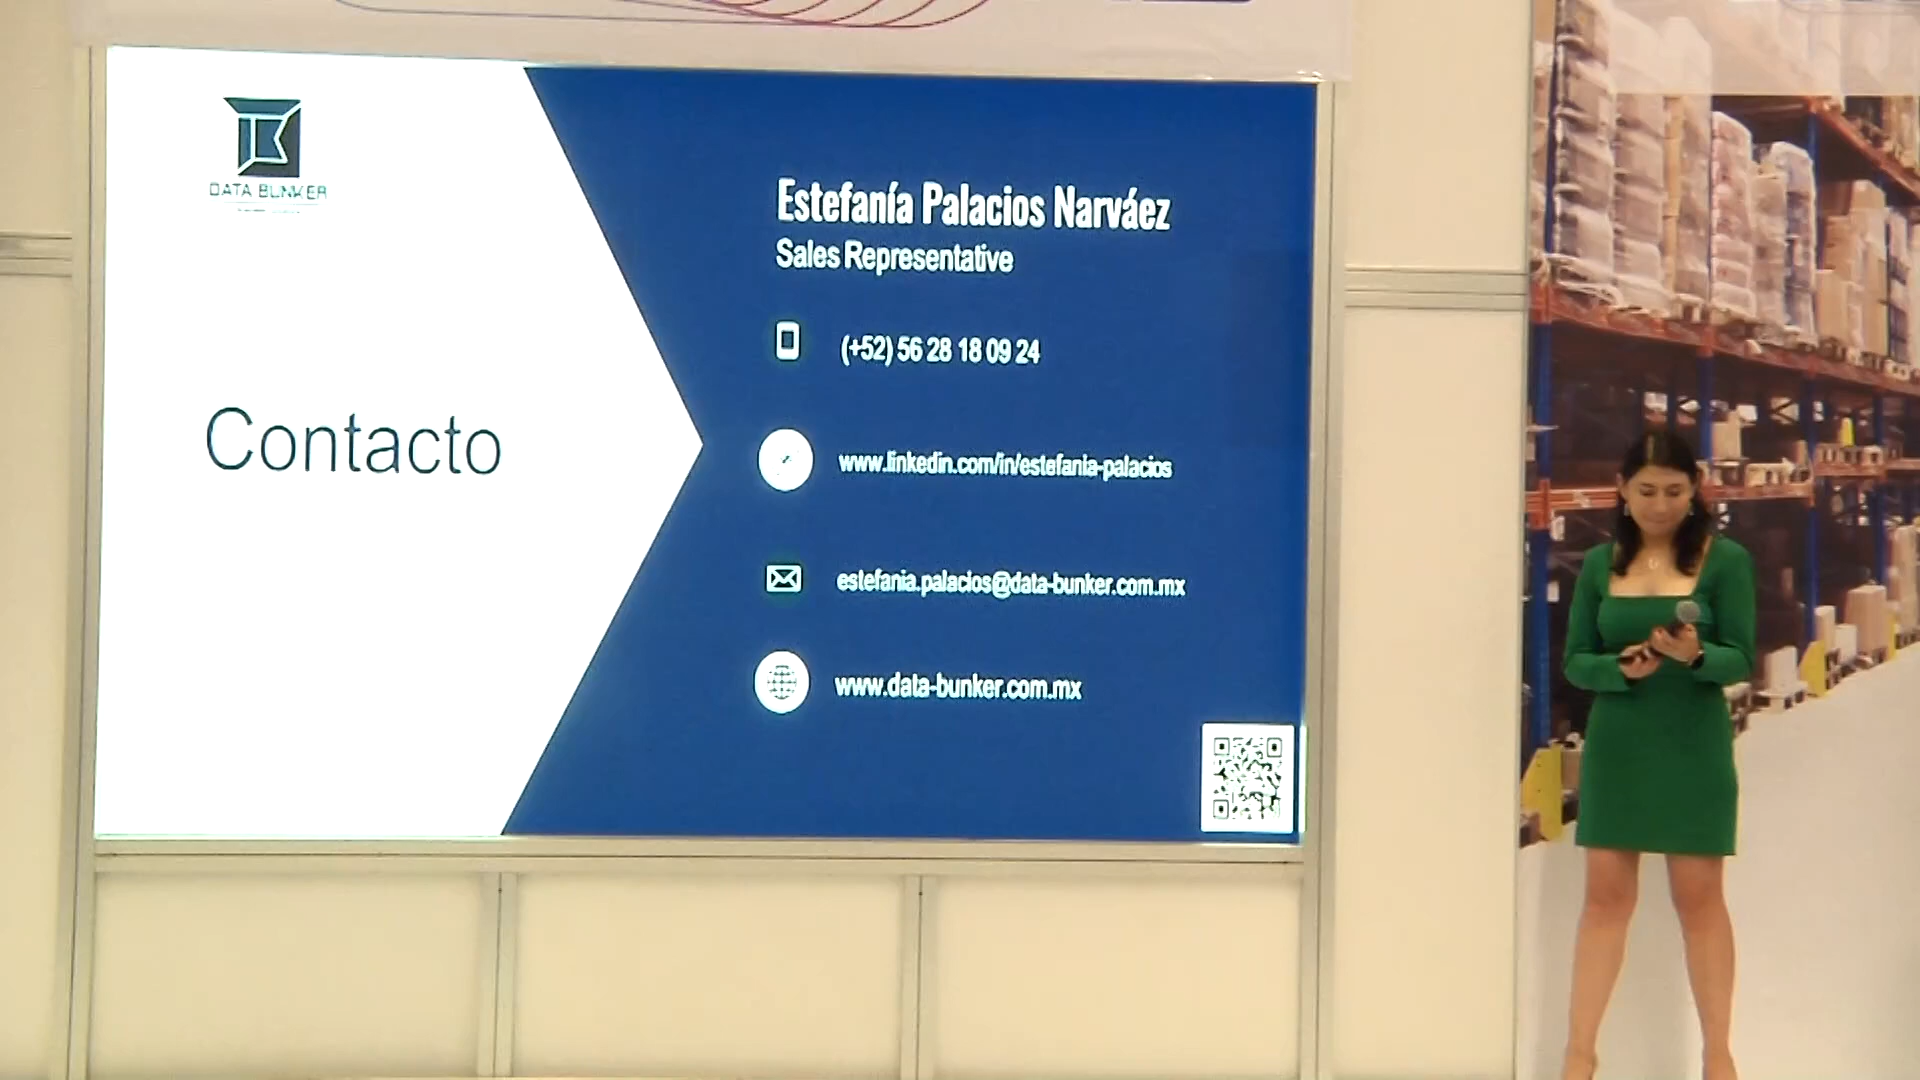 DATA BUNKER
Contacto
Estefanía Palacios Narváez
Sales Representative
(+52) 56 28 18 09 24
www.linkedin.com/in/estefania-palacios
estefania.palacios@data-bunker.com.mx
www.data-bunker.com.mx